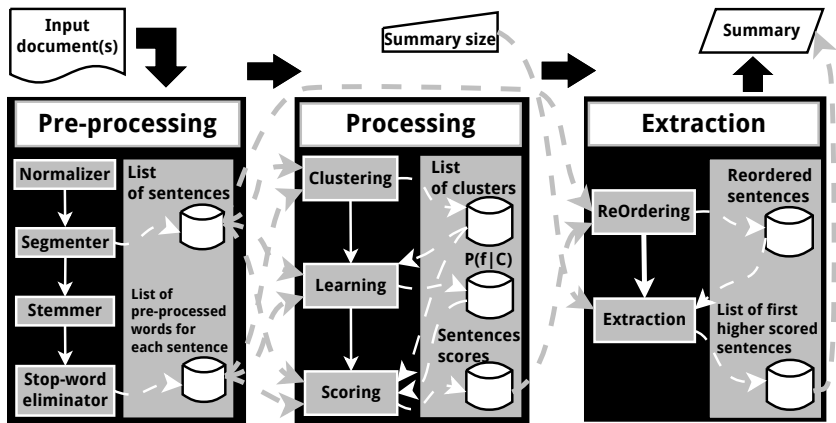 Input
document(s)
Summary size
Summary
Pre-processing
Normalizer
Segmenter
Stemmer
Stop-word
eliminator
List
of sentences
List of
pre-processed
words for
each sentence
Processing
Clustering
Learning
Scoring
List
of clusters
P(f|C)
Sentences
scores
Extraction
ReOrdering
Extraction
Reordered
sentences
List of first
higher scored
sentences